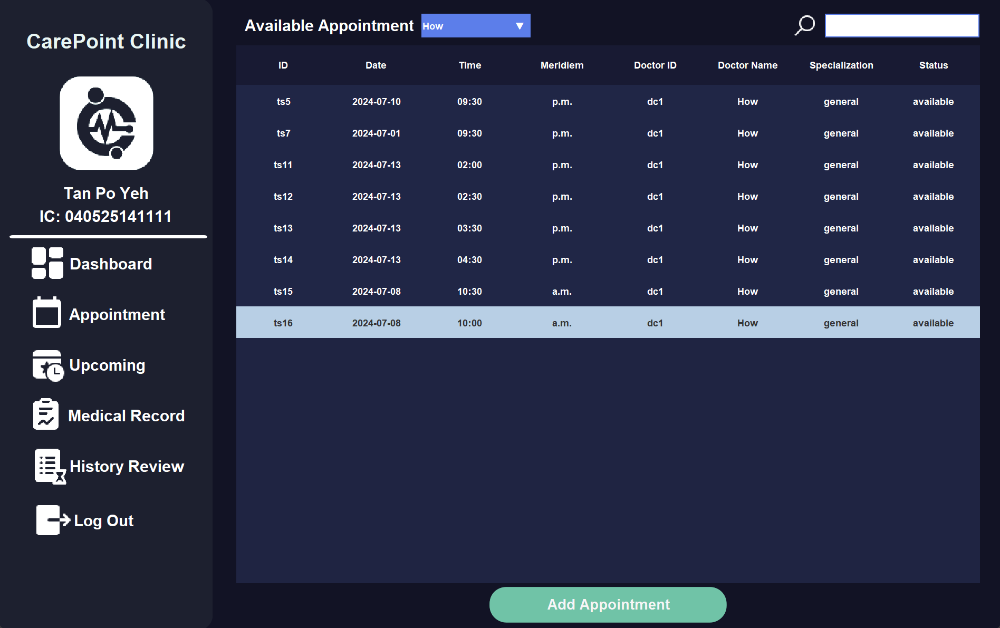 CarePoint Clinic
Tan Po Yeh
IC: 040525141111
Dashboard
Appointment
Upcoming
Medical Record
History Review
Log Out
Available Appointment How
ID Date Time Meridiem Doctor ID Doctor Name Specialization Status
ts5 2024-07-10 09:30 p.m. dc1 How general available
ts7 2024-07-01 09:30 p.m. dc1 How general available
ts11 2024-07-13 02:00 p.m. dc1 How general available
ts12 2024-07-13 02:30 p.m. dc1 How general available
ts13 2024-07-13 03:30 p.m. dc1 How general available
ts14 2024-07-13 04:30 p.m. dc1 How general available
ts15 2024-07-08 10:30 a.m. dc1 How general available
ts16 2024-07-08 10:00 a.m. dc1 How general available
Add Appointment